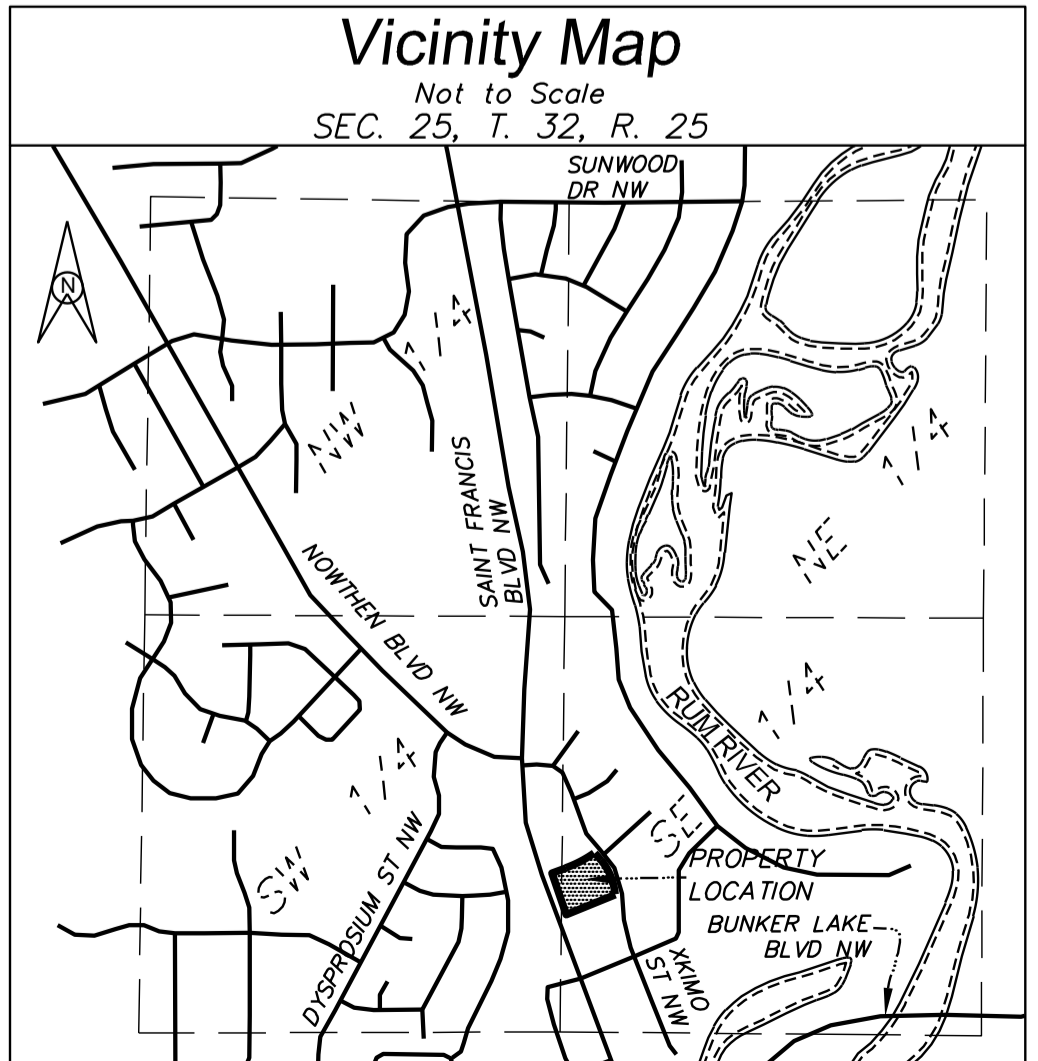 Vicinity Map
Not to Scale
SEC. 25, T. 32, R. 25
SUNWOOD
DR NW
N
1/4
NW
1/4
SAINT FRANCIS
BLVD NW
NE
NOWTHEN BLVD NW
1/4
RUM RIVER
1/4
SE
SW
DYSPROSIUM ST NW
PROPERTY
LOCATION
BUNKER LAKE
BLVD NW
XKIMO
ST NW